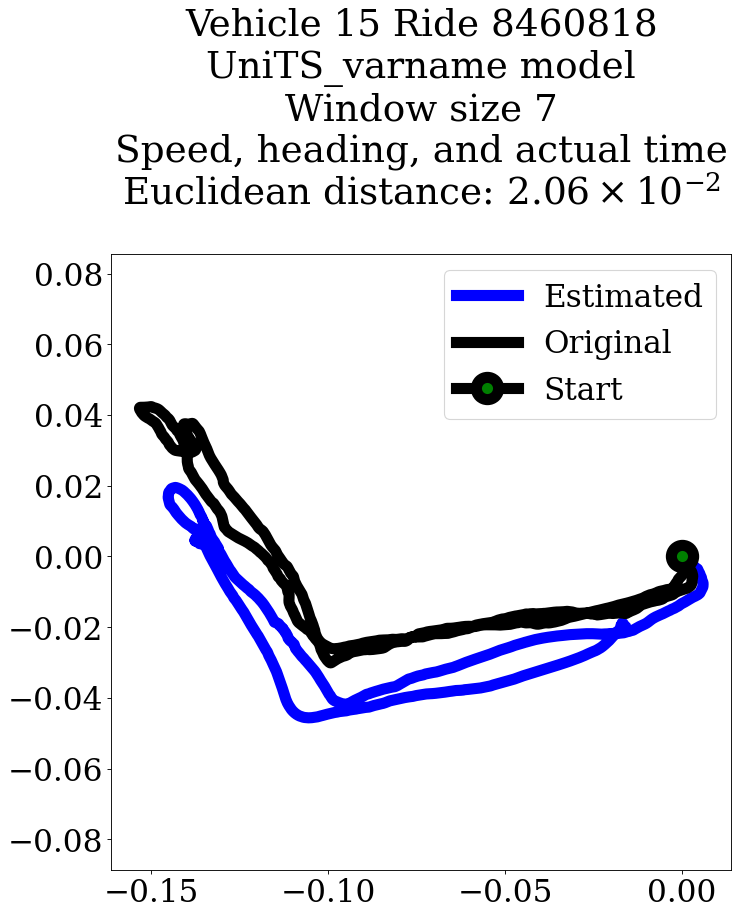 Vehicle 15 Ride 8460818
UniTS_varname model
Window size 7
Speed, heading, and actual time
Euclidean distance: 2.06 × 10⁻²
Estimated
Original
Start
0.08
0.06
0.04
0.02
0.00
−0.02
−0.04
−0.06
−0.08
−0.15 −0.10 −0.05 0.00